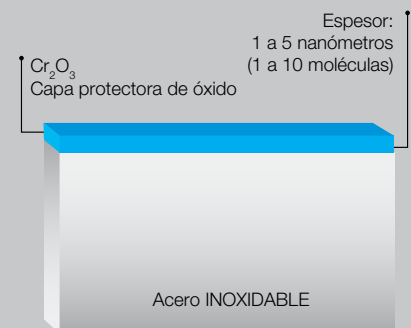 Espesor:
1 a 5 nanómetros
(1 a 10 moléculas)
Cr₂O₃
Capa protectora de óxido
Acero INOXIDABLE